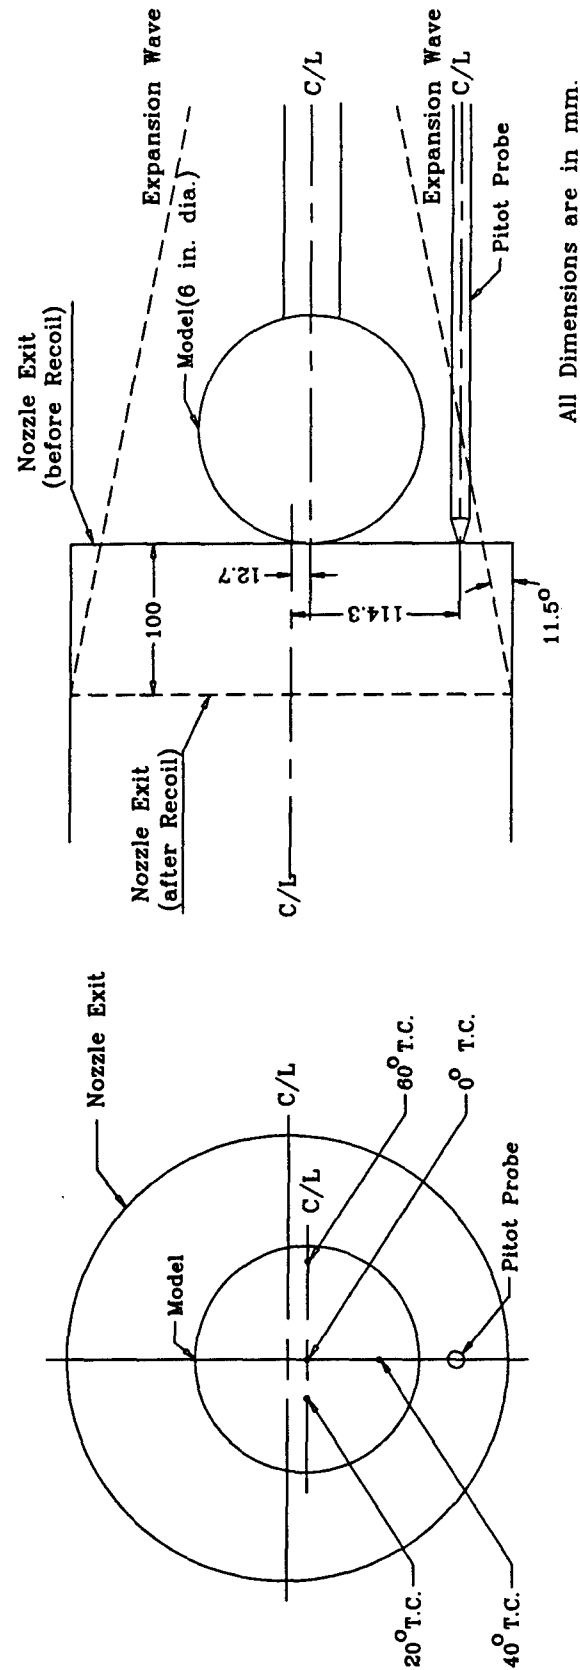 Nozzle Exit
Model
C/L
C/L
60° T.C.
0° T.C.
Pitot Probe
20° T.C.
40° T.C.
Nozzle Exit
(before Recoil)
Expansion Wave
Model(6 in. dia.)
C/L
100
12.7
114.3
Nozzle Exit
(after Recoil)
C/L
Expansion Wave
C/L
Pitot Probe
11.5°
All Dimensions are in mm.